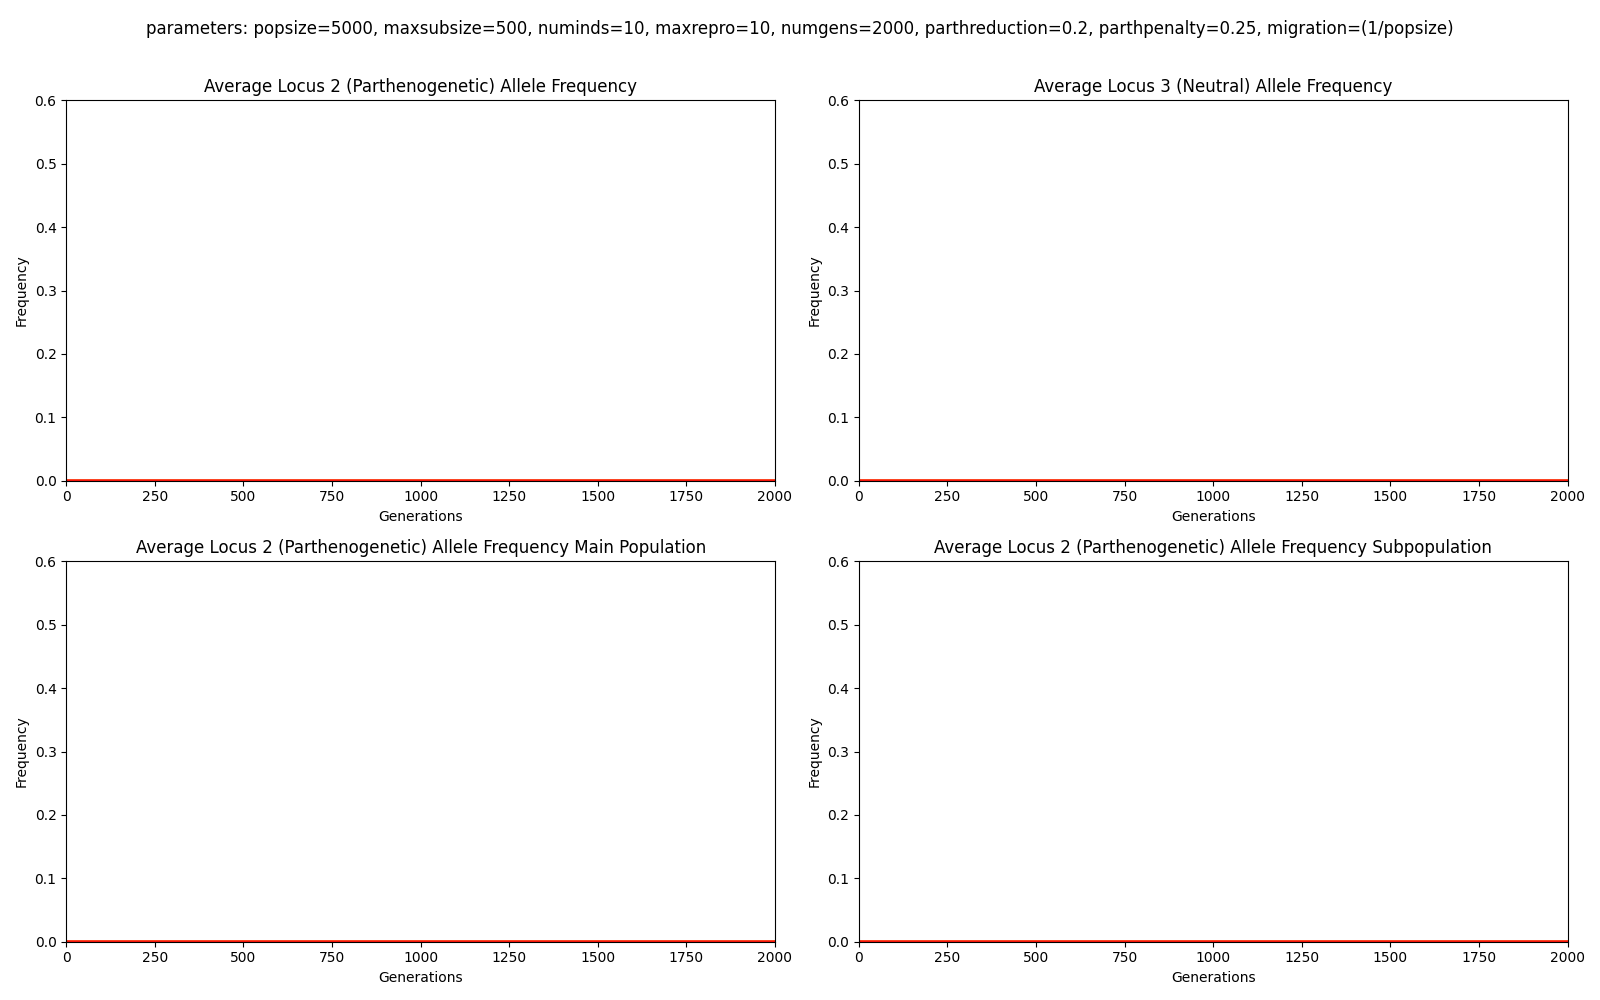 parameters: popsize=5000, maxsubsize=500, numinds=10, maxrepro=10, numgens=2000, parthreduction=0.2, parthpenalty=0.25, migration=(1/popsize)
Average Locus 2 (Parthenogenetic) Allele Frequency
0.6
0.5
0.4
0.3
0.2
0.1
0.0
Frequency
0 250 500 750 1000 1250 1500 1750 2000
Generations
Average Locus 3 (Neutral) Allele Frequency
0.6
0.5
0.4
0.3
0.2
0.1
0.0
Frequency
0 250 500 750 1000 1250 1500 1750 2000
Generations
Average Locus 2 (Parthenogenetic) Allele Frequency Main Population
0.6
0.5
0.4
0.3
0.2
0.1
0.0
Frequency
0 250 500 750 1000 1250 1500 1750 2000
Generations
Average Locus 2 (Parthenogenetic) Allele Frequency Subpopulation
0.6
0.5
0.4
0.3
0.2
0.1
0.0
Frequency
0 250 500 750 1000 1250 1500 1750 2000
Generations